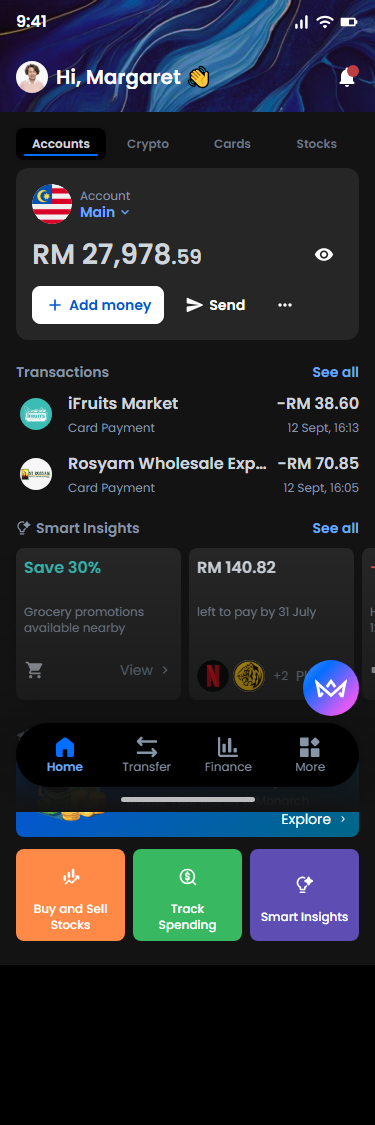 9:41
Hi, Margaret 👋
Accounts
Crypto
Cards
Stocks
Account
Main
RM 27,978.59
+ Add money
Send
Transactions
See all
iFruits Market
-RM 38.60
Card Payment
12 Sept, 16:13
Rosyam Wholesale Exp...
-RM 70.85
Card Payment
12 Sept, 16:05
Smart Insights
See all
Save 30%
RM 140.82
Grocery promotions
available nearby
left to pay by 31 July
View
N
+2
Home
Transfer
Finance
More
Monarch
Explore
Buy and Sell
Stocks
Track
Spending
Smart Insights